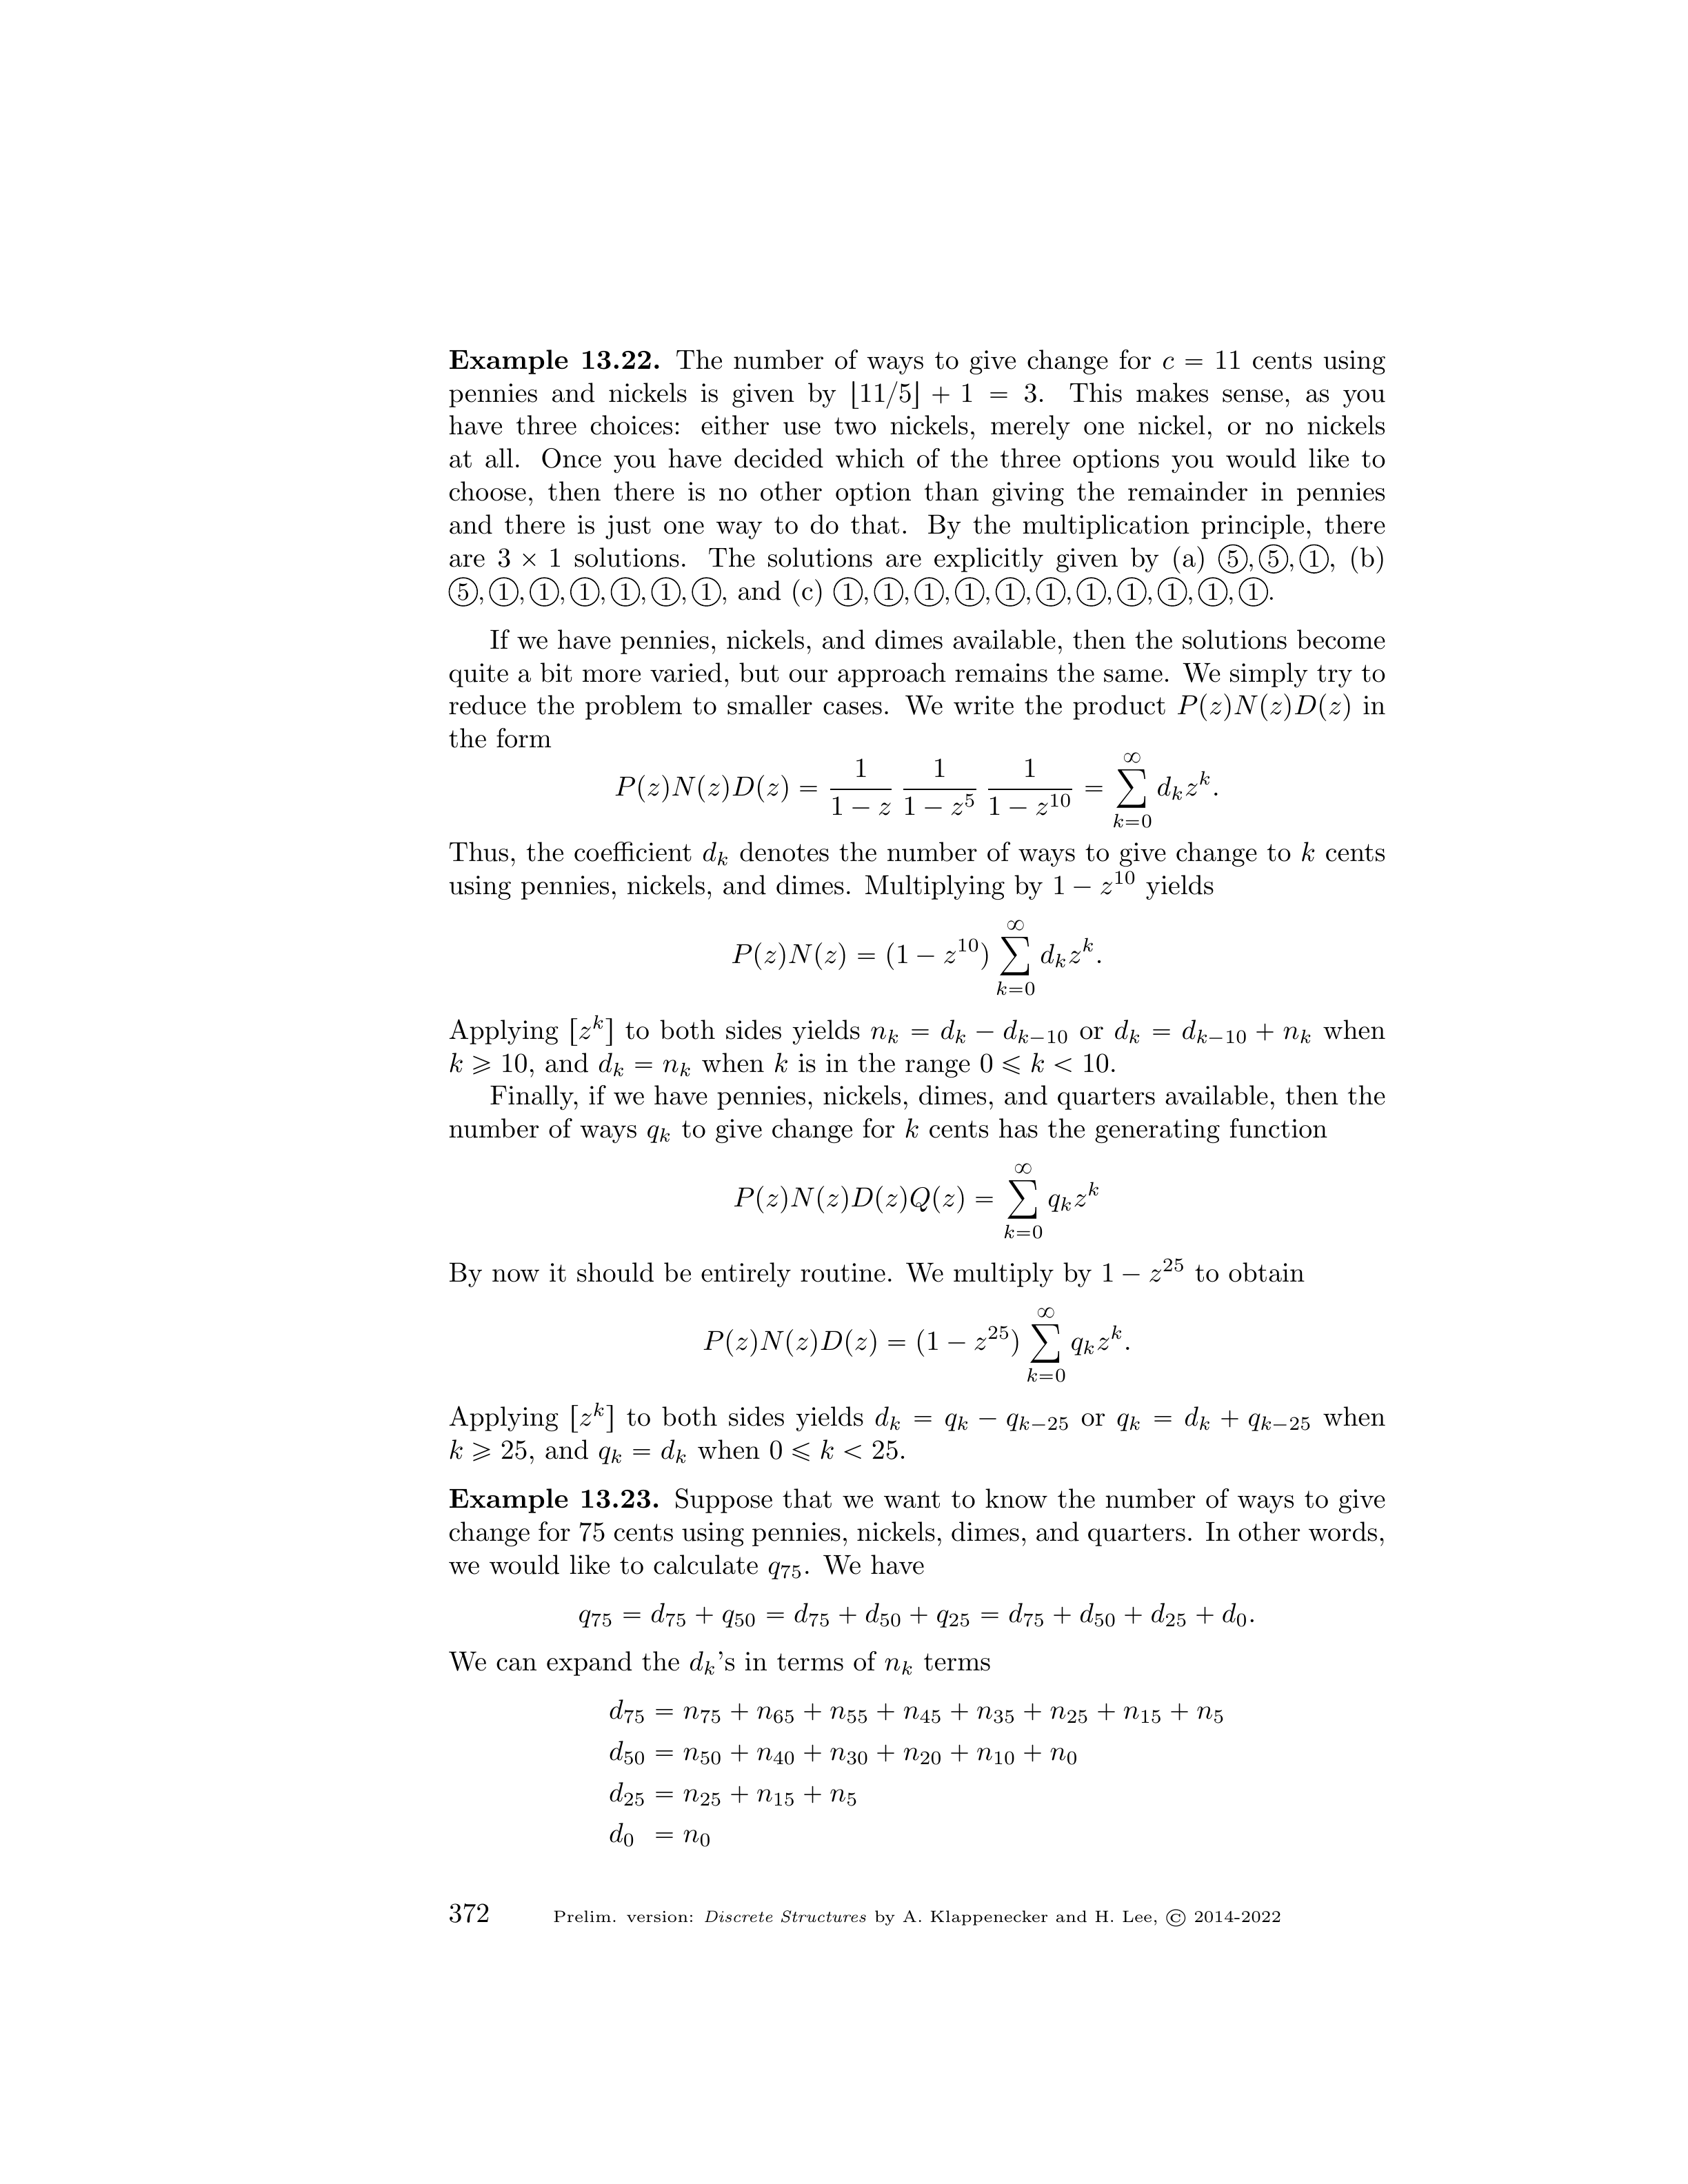 Example 13.22. The number of ways to give change for c = 11 cents using
pennies and nickels is given by ⌊11/5⌋ + 1 = 3. This makes sense, as you
have three choices: either use two nickels, merely one nickel, or no nickels
at all. Once you have decided which of the three options you would like to
choose, then there is no other option than giving the remainder in pennies
and there is just one way to do that. By the multiplication principle, there
are 3 × 1 solutions. The solutions are explicitly given by (a) ⑤,⑤,①, (b)
⑤,①,①,①,①,①,①, and (c) ①,①,①,①,①,①,①,①,①,①,①.
If we have pennies, nickels, and dimes available, then the solutions become
quite a bit more varied, but our approach remains the same. We simply try to
reduce the problem to smaller cases. We write the product P(z)N(z)D(z) in
the form
P(z)N(z)D(z) = \frac{1}{1 − z} \frac{1}{1 − z^5} \frac{1}{1 − z^{10}} = \sum_{k=0}^{∞} d_k z^k.
Thus, the coefficient d_k denotes the number of ways to give change to k cents
using pennies, nickels, and dimes. Multiplying by 1 − z^{10} yields
P(z)N(z) = (1 − z^{10}) \sum_{k=0}^{∞} d_k z^k.
Applying [z^k] to both sides yields n_k = d_k − d_{k−10} or d_k = d_{k−10} + n_k when
k ⩾ 10, and d_k = n_k when k is in the range 0 ⩽ k < 10.
Finally, if we have pennies, nickels, dimes, and quarters available, then the
number of ways q_k to give change for k cents has the generating function
P(z)N(z)D(z)Q(z) = \sum_{k=0}^{∞} q_k z^k
By now it should be entirely routine. We multiply by 1 − z^{25} to obtain
P(z)N(z)D(z) = (1 − z^{25}) \sum_{k=0}^{∞} q_k z^k.
Applying [z^k] to both sides yields d_k = q_k − q_{k−25} or q_k = d_k + q_{k−25} when
k ⩾ 25, and q_k = d_k when 0 ⩽ k < 25.
Example 13.23. Suppose that we want to know the number of ways to give
change for 75 cents using pennies, nickels, dimes, and quarters. In other words,
we would like to calculate q_{75}. We have
q_{75} = d_{75} + q_{50} = d_{75} + d_{50} + q_{25} = d_{75} + d_{50} + d_{25} + d_0.
We can expand the d_k's in terms of n_k terms
d_{75} = n_{75} + n_{65} + n_{55} + n_{45} + n_{35} + n_{25} + n_{15} + n_5
d_{50} = n_{50} + n_{40} + n_{30} + n_{20} + n_{10} + n_0
d_{25} = n_{25} + n_{15} + n_5
d_0 = n_0
372 Prelim. version: Discrete Structures by A. Klappenecker and H. Lee, © 2014-2022